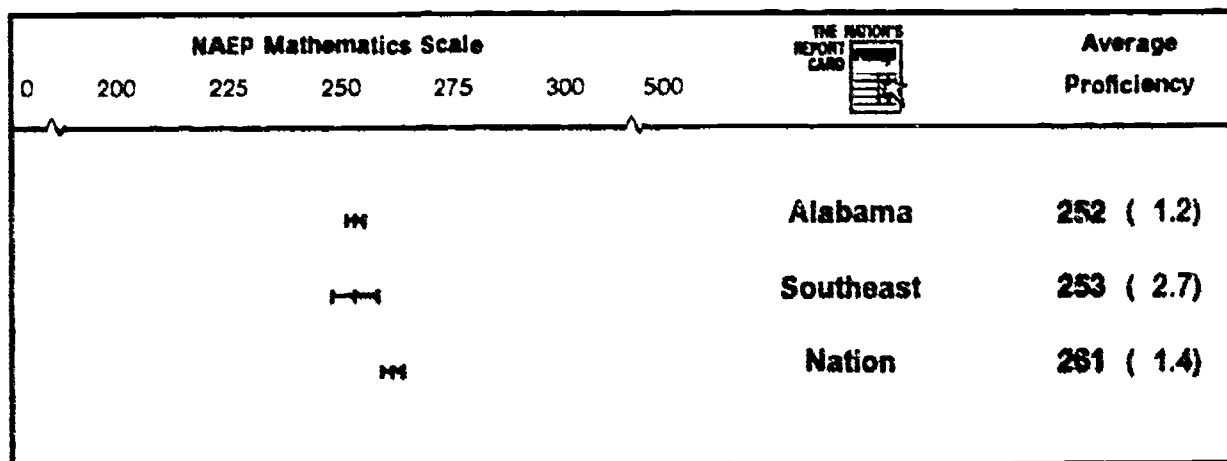 NAEP Mathematics Scale
0 200 225 250 275 300 500
THE NATION'S
REPORT
CARD
Average
Proficiency
Alabama 252 ( 1.2)
Southeast 253 ( 2.7)
Nation 261 ( 1.4)